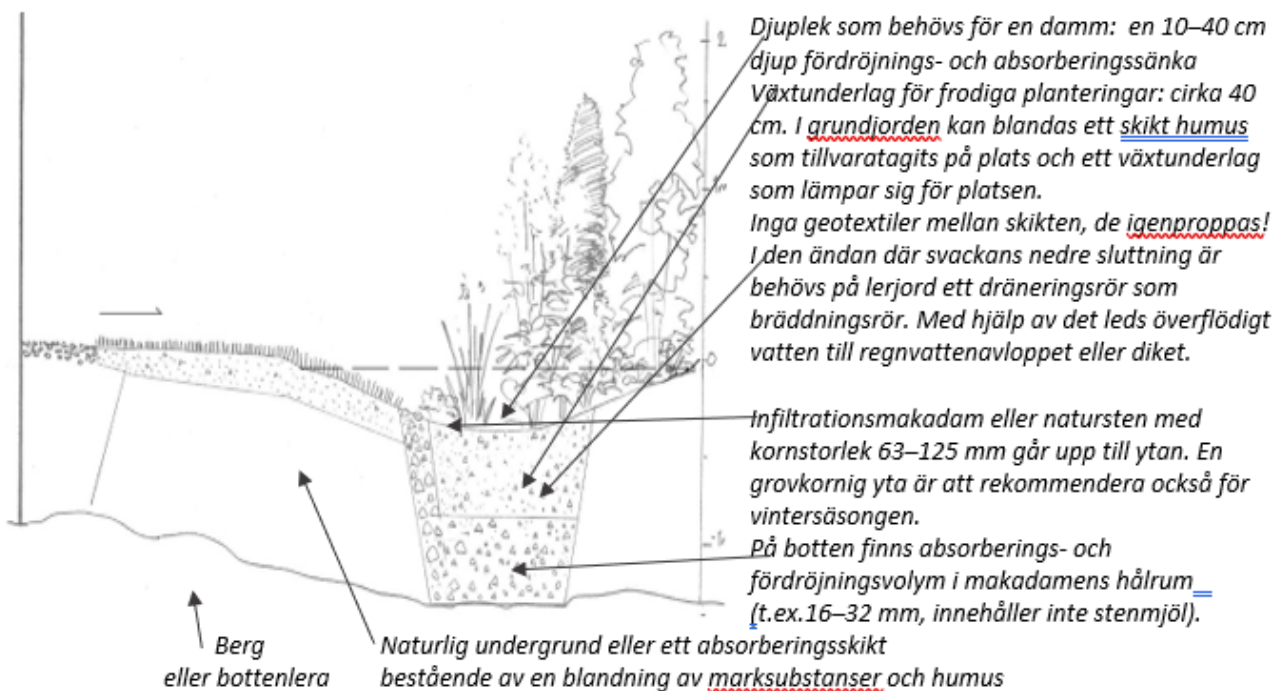 Djuplek som behövs för en damm: en 10–40 cm
djup fördröjnings- och absorberingssänka
Växtunderlag för frodiga planteringar: cirka 40
cm. I grundjorden kan blandas ett skikt humus
som tillvaratagits på plats och ett växtunderlag
som lämpar sig för platsen.
Inga geotextiler mellan skikten, de igenproppas!
I den ändan där svackans nedre sluttning är
behövs på lerjord ett dräneringsrör som
bräddningsrör. Med hjälp av det leds överflödigt
vatten till regnvattenavloppet eller diket.
Infiltrationsmakadam eller natursten med
kornstorlek 63–125 mm går upp till ytan. En
grovkornig yta är att rekommendera också för
vintersäsongen.
På botten finns absorberings- och
fördröjningsvolym i makadamens hålrum
(t.ex.16–32 mm, innehåller inte stenmjöl).
Berg
eller bottenlera
Naturlig undergrund eller ett absorberingsskikt
bestående av en blandning av marksubstanser och humus
2
0